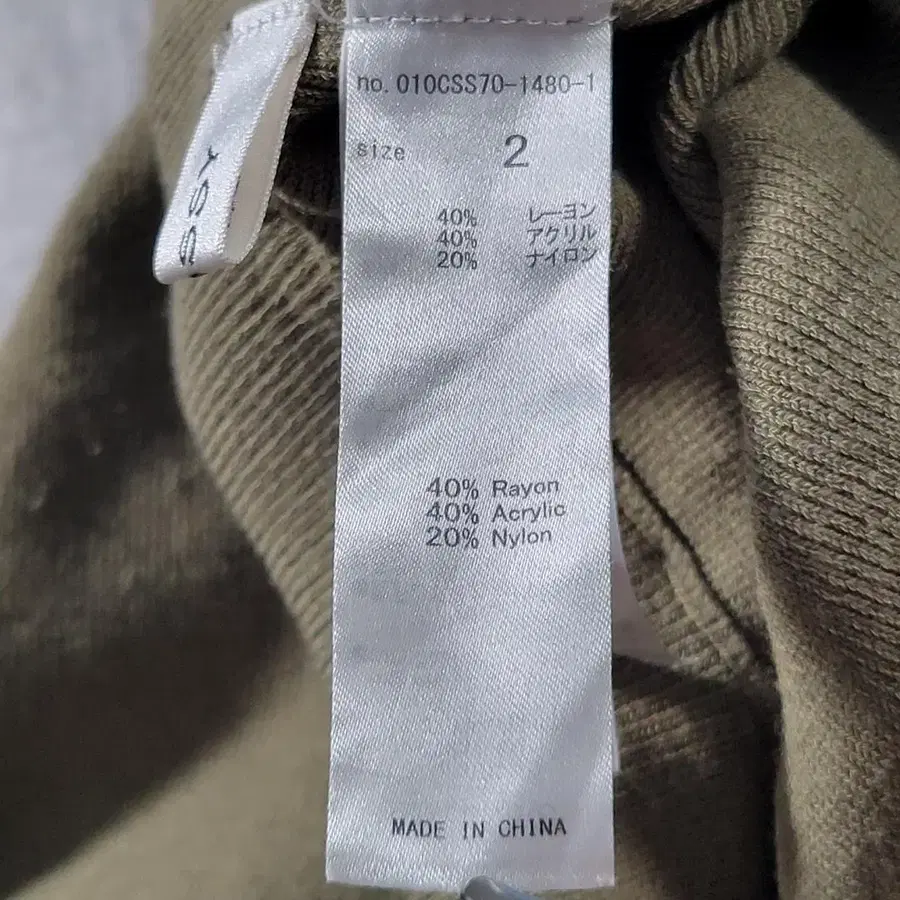 no. 010CSS70-1480-1
size 2
40% レーヨン
40% アクリル
20% ナイロン
40% Rayon
40% Acrylic
20% Nylon
MADE IN CHINA